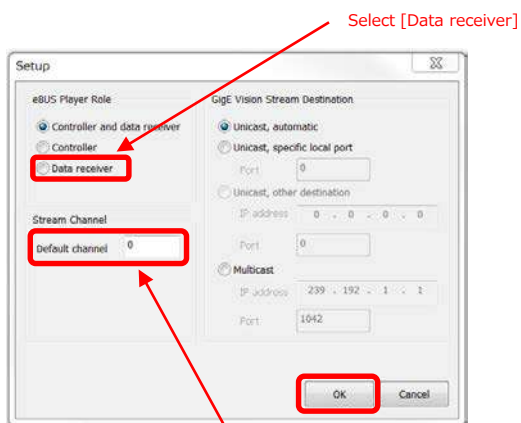 Select [Data receiver]
Setup
eBUS Player Role
Controller and data receiver
Controller
Data receiver
Stream Channel
Default channel 0
GigE Vision Stream Destination
Unicast, automatic
Unicast, specific local port
Port 0
Unicast, other destination
IP address 0 . 0 . 0 . 0
Port 0
Multicast
IP address 239 . 192 . 1 . 1
Port 1042
OK Cancel